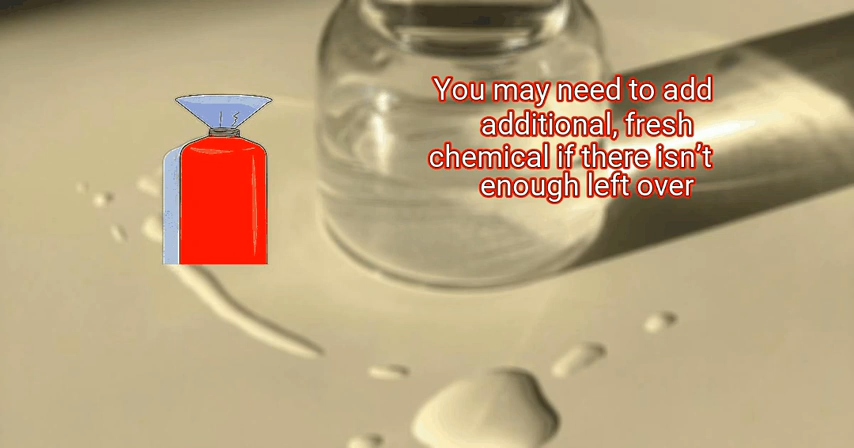 You may need to add
additional, fresh
chemical if there isn’t
enough left over